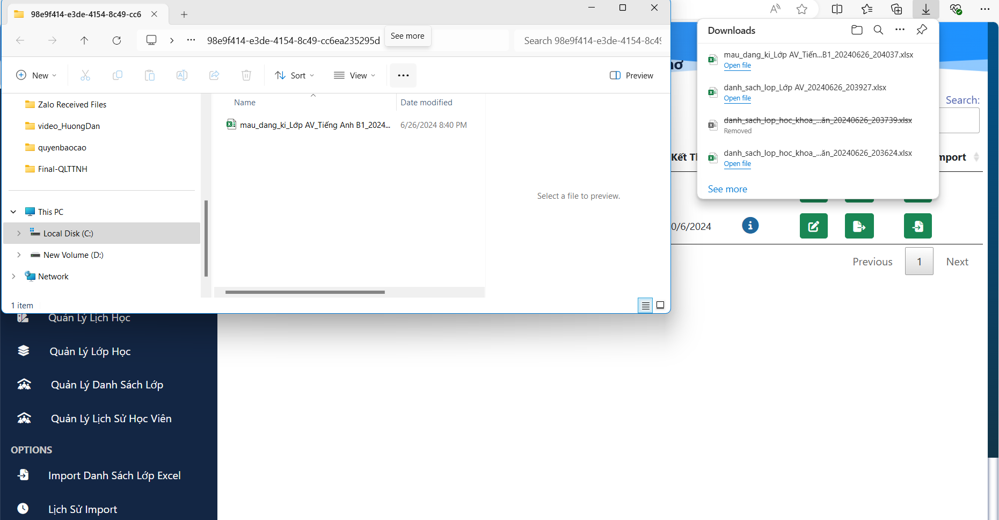 98e9f414-e3de-4154-8c49-cc6
98e9f414-e3de-4154-8c49-cc6ea235295d
See more
Search 98e9f414-e3de-4154-8c49
New
Sort
View
Preview
Zalo Received Files
video_HuongDan
quyenbaocao
Final-QLTTNH
This PC
Local Disk (C:)
New Volume (D:)
Network
Name
Date modified
mau_dang_ki_Lớp AV_Tiếng Anh B1_2024...
6/26/2024 8:40 PM
Select a file to preview.
1 item
Downloads
mau_dang_ki_Lớp AV_Tiến...B1_20240626_204037.xlsx
Open file
danh_sach_lop_Lớp AV_20240626_203927.xlsx
Open file
danh_sach_lop_hoc_khoa_...ăn_20240626_203739.xlsx
Removed
danh_sach_lop_hoc_khoa_...ăn_20240626_203624.xlsx
Open file
See more
Search:
Kết T
mport
0/6/2024
Previous
1
Next
Quản Lý Lịch Học
Quản Lý Lớp Học
Quản Lý Danh Sách Lớp
Quản Lý Lịch Sử Học Viên
OPTIONS
Import Danh Sách Lớp Excel
Lịch Sử Import